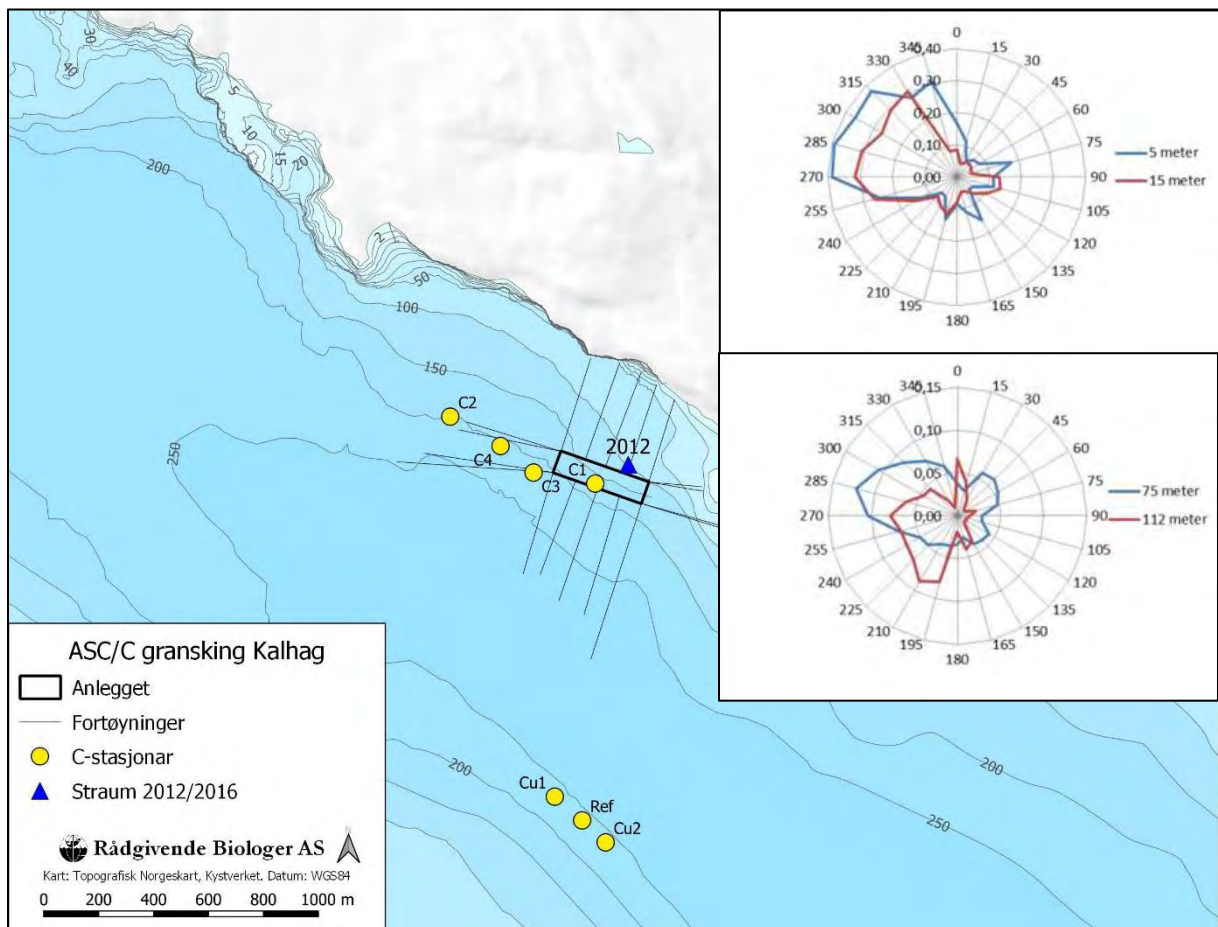 30
40
5
10
15
20
200
2
50
100
150
250
C2
C4
C3
C1
2012
Cu1
Ref
Cu2
200
250
ASC/C gransking Kalhag
Anlegget
Fortøyninger
C-stasjonar
Straum 2012/2016
Rådgivende Biologer AS
Kart: Topografisk Norgeskart, Kystverket. Datum: WGS84
0 200 400 600 800 1000 m
0
345 0,40 15
330 30
0,30
315 45
0,20
300 60
0,10
285 75
0,00
270 90
255 105
240 120
225 135
210 150
195 165
180
5 meter
15 meter
0
345 0,15 15
330 30
315 0,10 45
300 60
0,05
285 75
270 0,00 90
255 105
240 120
225 135
210 150
195 165
180
75 meter
112 meter